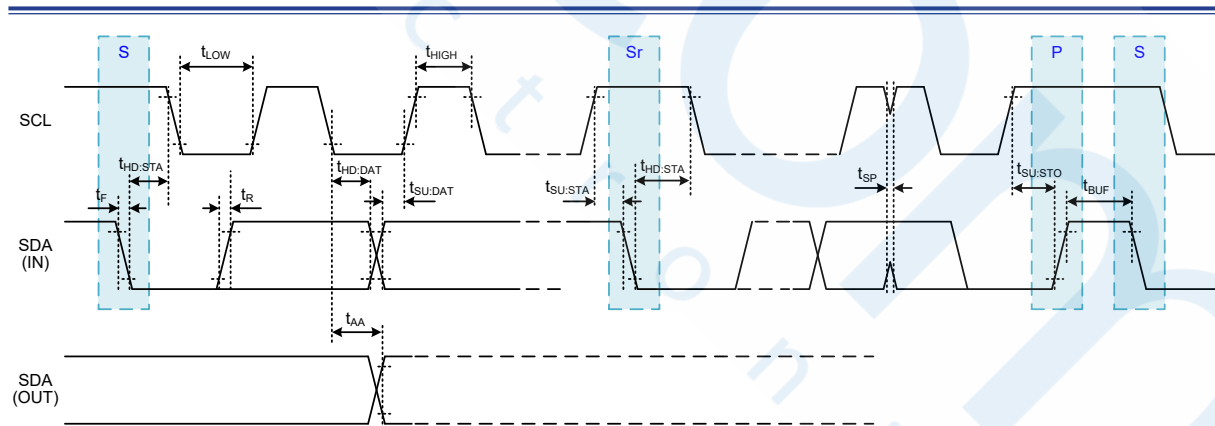 S
Sr
P
S
tLOW
tHIGH
SCL
tHD:STA
tHD:DAT
tSU:DAT
tSU:STA
tHD:STA
tSP
tSU:STO
tBUF
tF
tR
SDA
(IN)
tAA
SDA
(OUT)
c
t
r
o
n